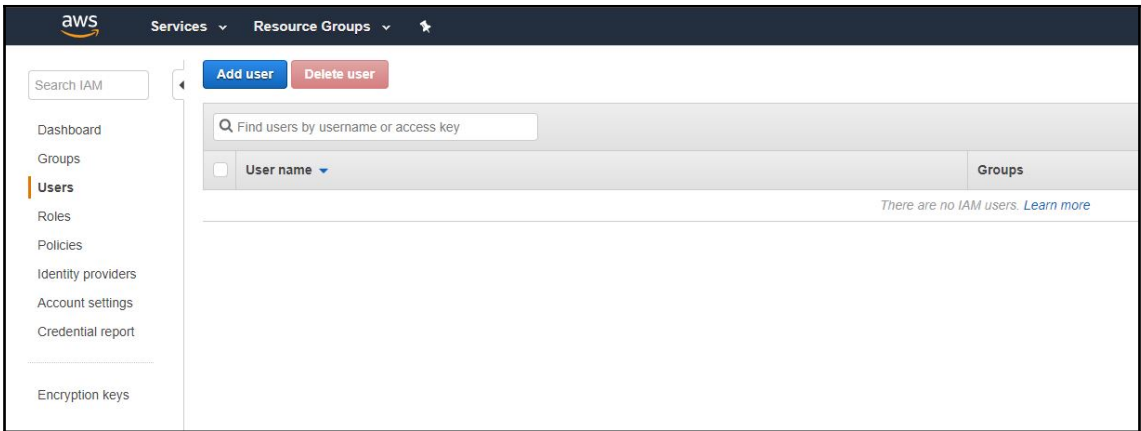 aws Services Resource Groups
Search IAM
Add user Delete user
Dashboard
Groups
Users
Roles
Policies
Identity providers
Account settings
Credential report
Encryption keys
Find users by username or access key
User name Groups
There are no IAM users. Learn more